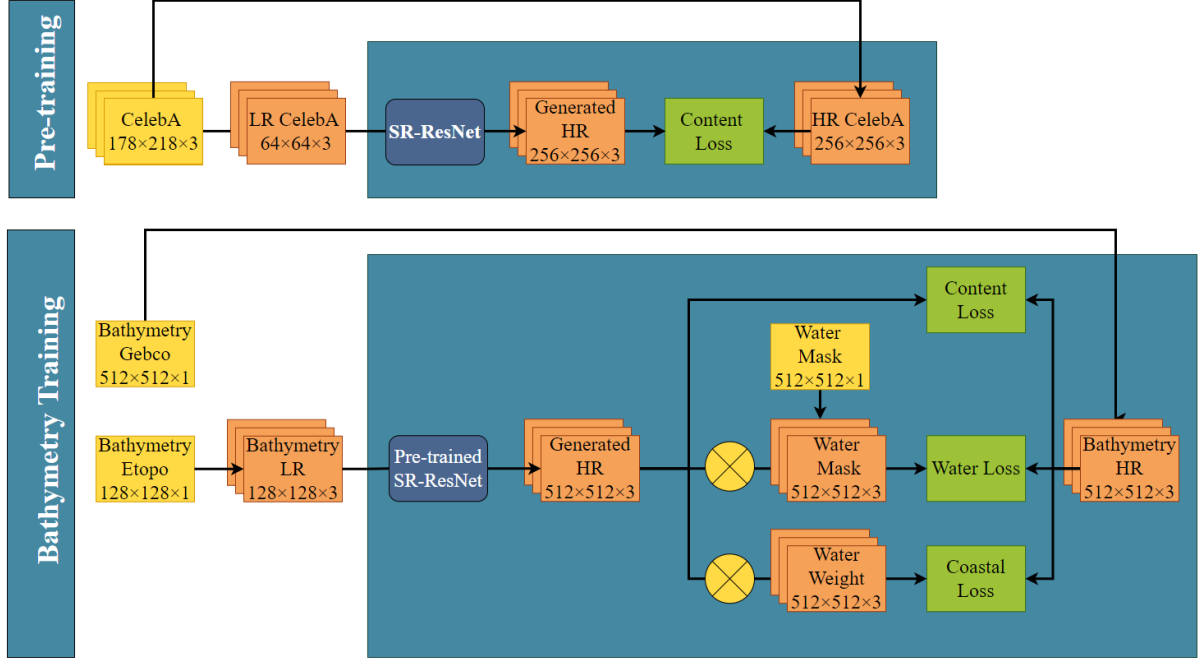 Pre-training
CelebA
178×218×3
LR CelebA
64×64×3
SR-ResNet
Generated
HR
256×256×3
Content
Loss
HR CelebA
256×256×3
Bathymetry Training
Bathymetry
Gebco
512×512×1
Bathymetry
Etopo
128×128×1
Bathymetry
LR
128×128×3
Pre-trained
SR-ResNet
Generated
HR
512×512×3
Water
Mask
512×512×1
Water
Mask
512×512×3
Water
Weight
512×512×3
Content
Loss
Water Loss
Coastal
Loss
Bathymetry
HR
512×512×3